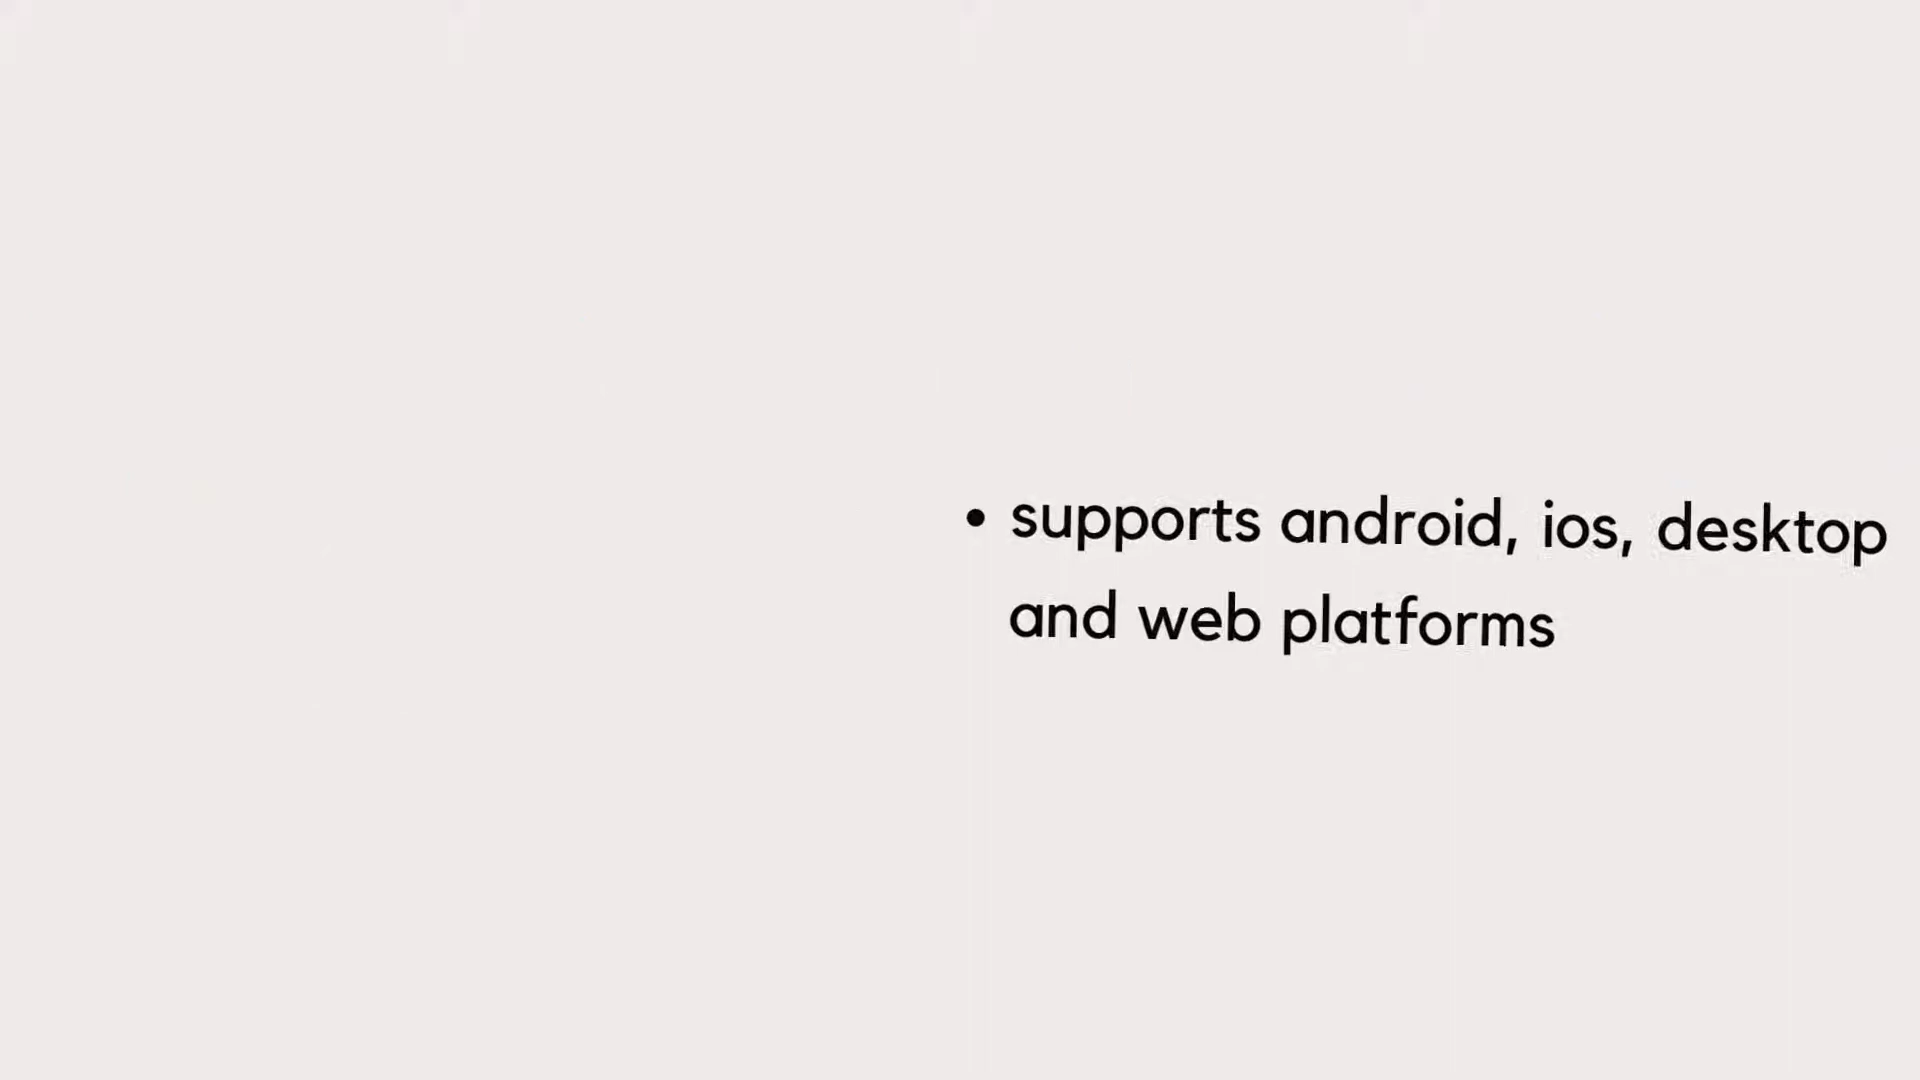 • supports android, ios, desktop
and web platforms